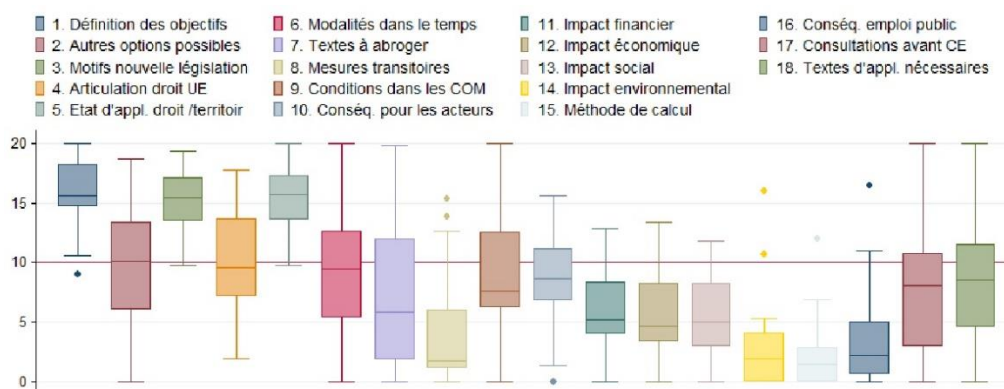 1. Définition des objectifs
2. Autres options possibles
3. Motifs nouvelle législation
4. Articulation droit UE
5. Etat d'appl. droit /territoir
6. Modalités dans le temps
7. Textes à abroger
8. Mesures transitoires
9. Conditions dans les COM
10. Conséq. pour les acteurs
11. Impact financier
12. Impact économique
13. Impact social
14. Impact environnemental
15. Méthode de calcul
16. Conséq. emploi public
17. Consultations avant CE
18. Textes d'appl. nécessaires
20
15
10
5
0